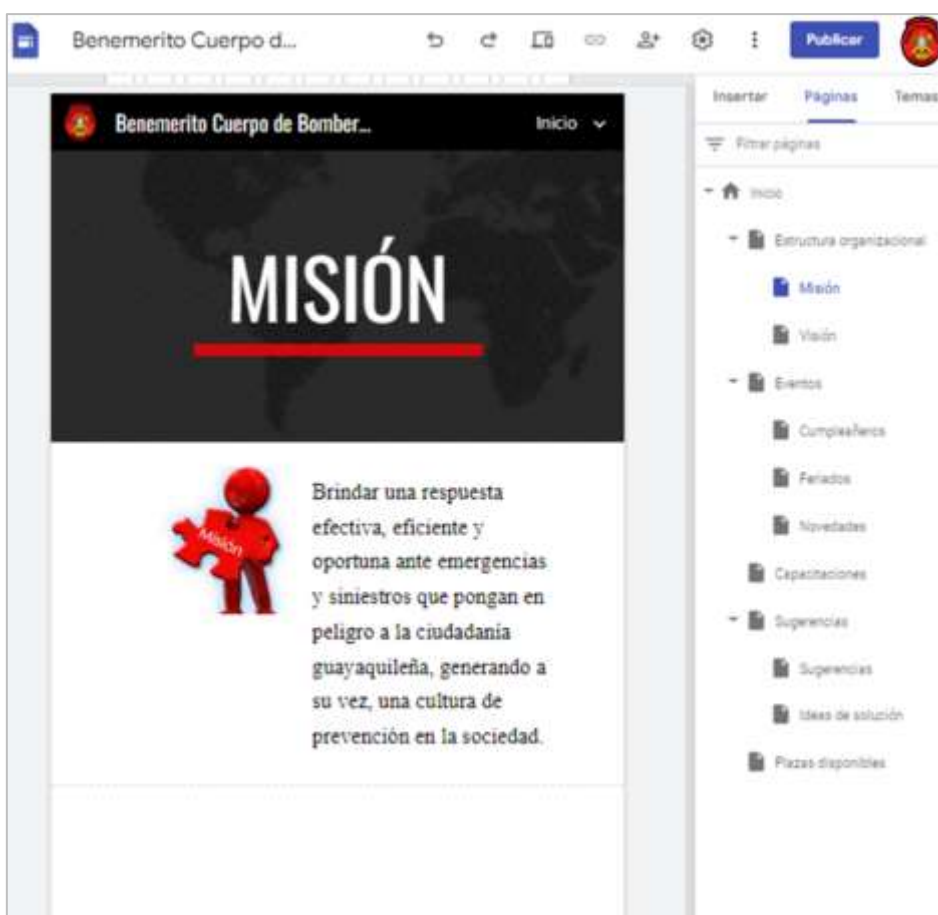 Benemerito Cuerpo d...
Publicar
Insertar Páginas Temas
Filtrar páginas
Inicio
Estructura organizacional
Misión
Visión
Eventos
Cumpleañeros
Feriados
Novedades
Capacitaciones
Sugerencias
Sugerencias
Ideas de solución
Plazas disponibles
Benemerito Cuerpo de Bomber...
Inicio
MISIÓN
Misión
Brindar una respuesta
efectiva, eficiente y
oportuna ante emergencias
y siniestros que pongan en
peligro a la ciudadanía
guayaquileña, generando a
su vez, una cultura de
prevención en la sociedad.